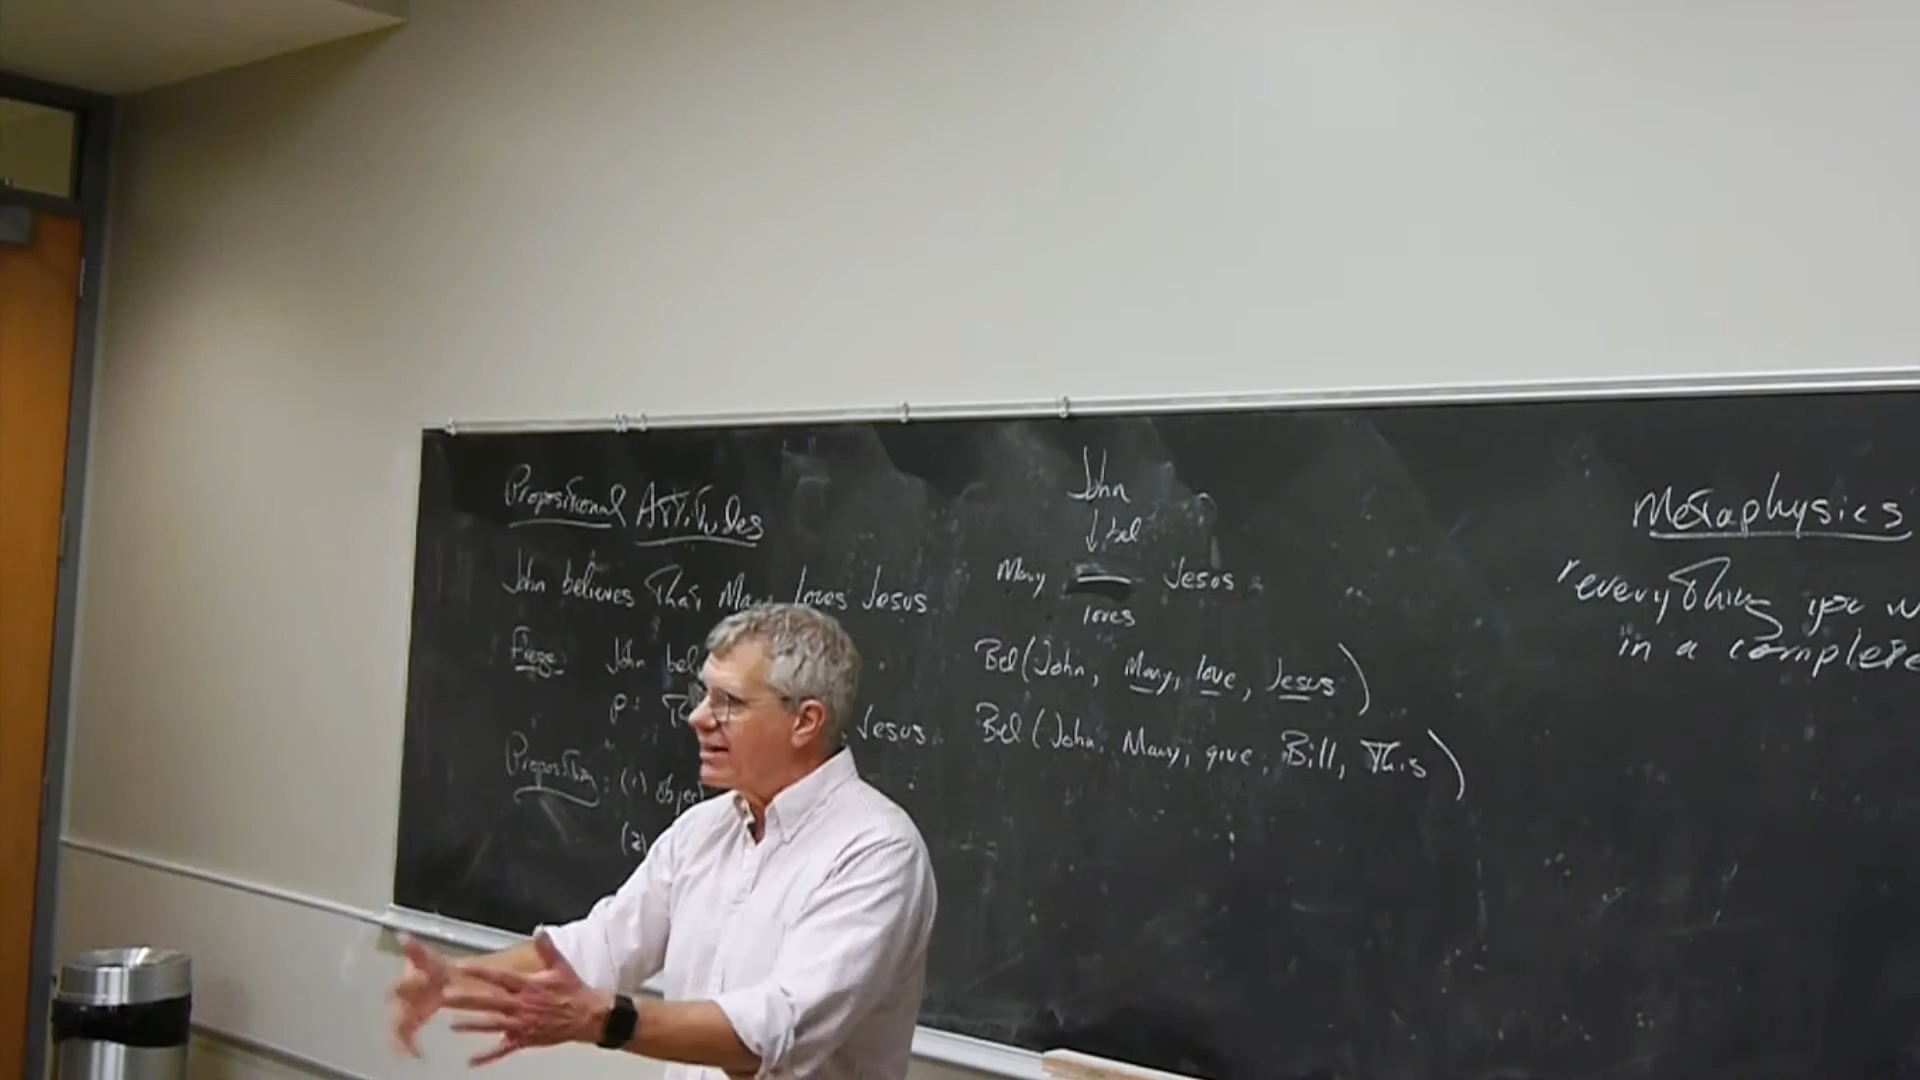 Propositional Attitudes
John believes that Mary loves Jesus
Frege: John bel
p: 
Jesus
Proposition: (1) object
(2)
John
↓ bel
Mary Jesus
loves
Bel (John, Mary, love, Jesus)
Bel (John, Mary, give, Bill, This)
Metaphysics
"everything you w
in a complete